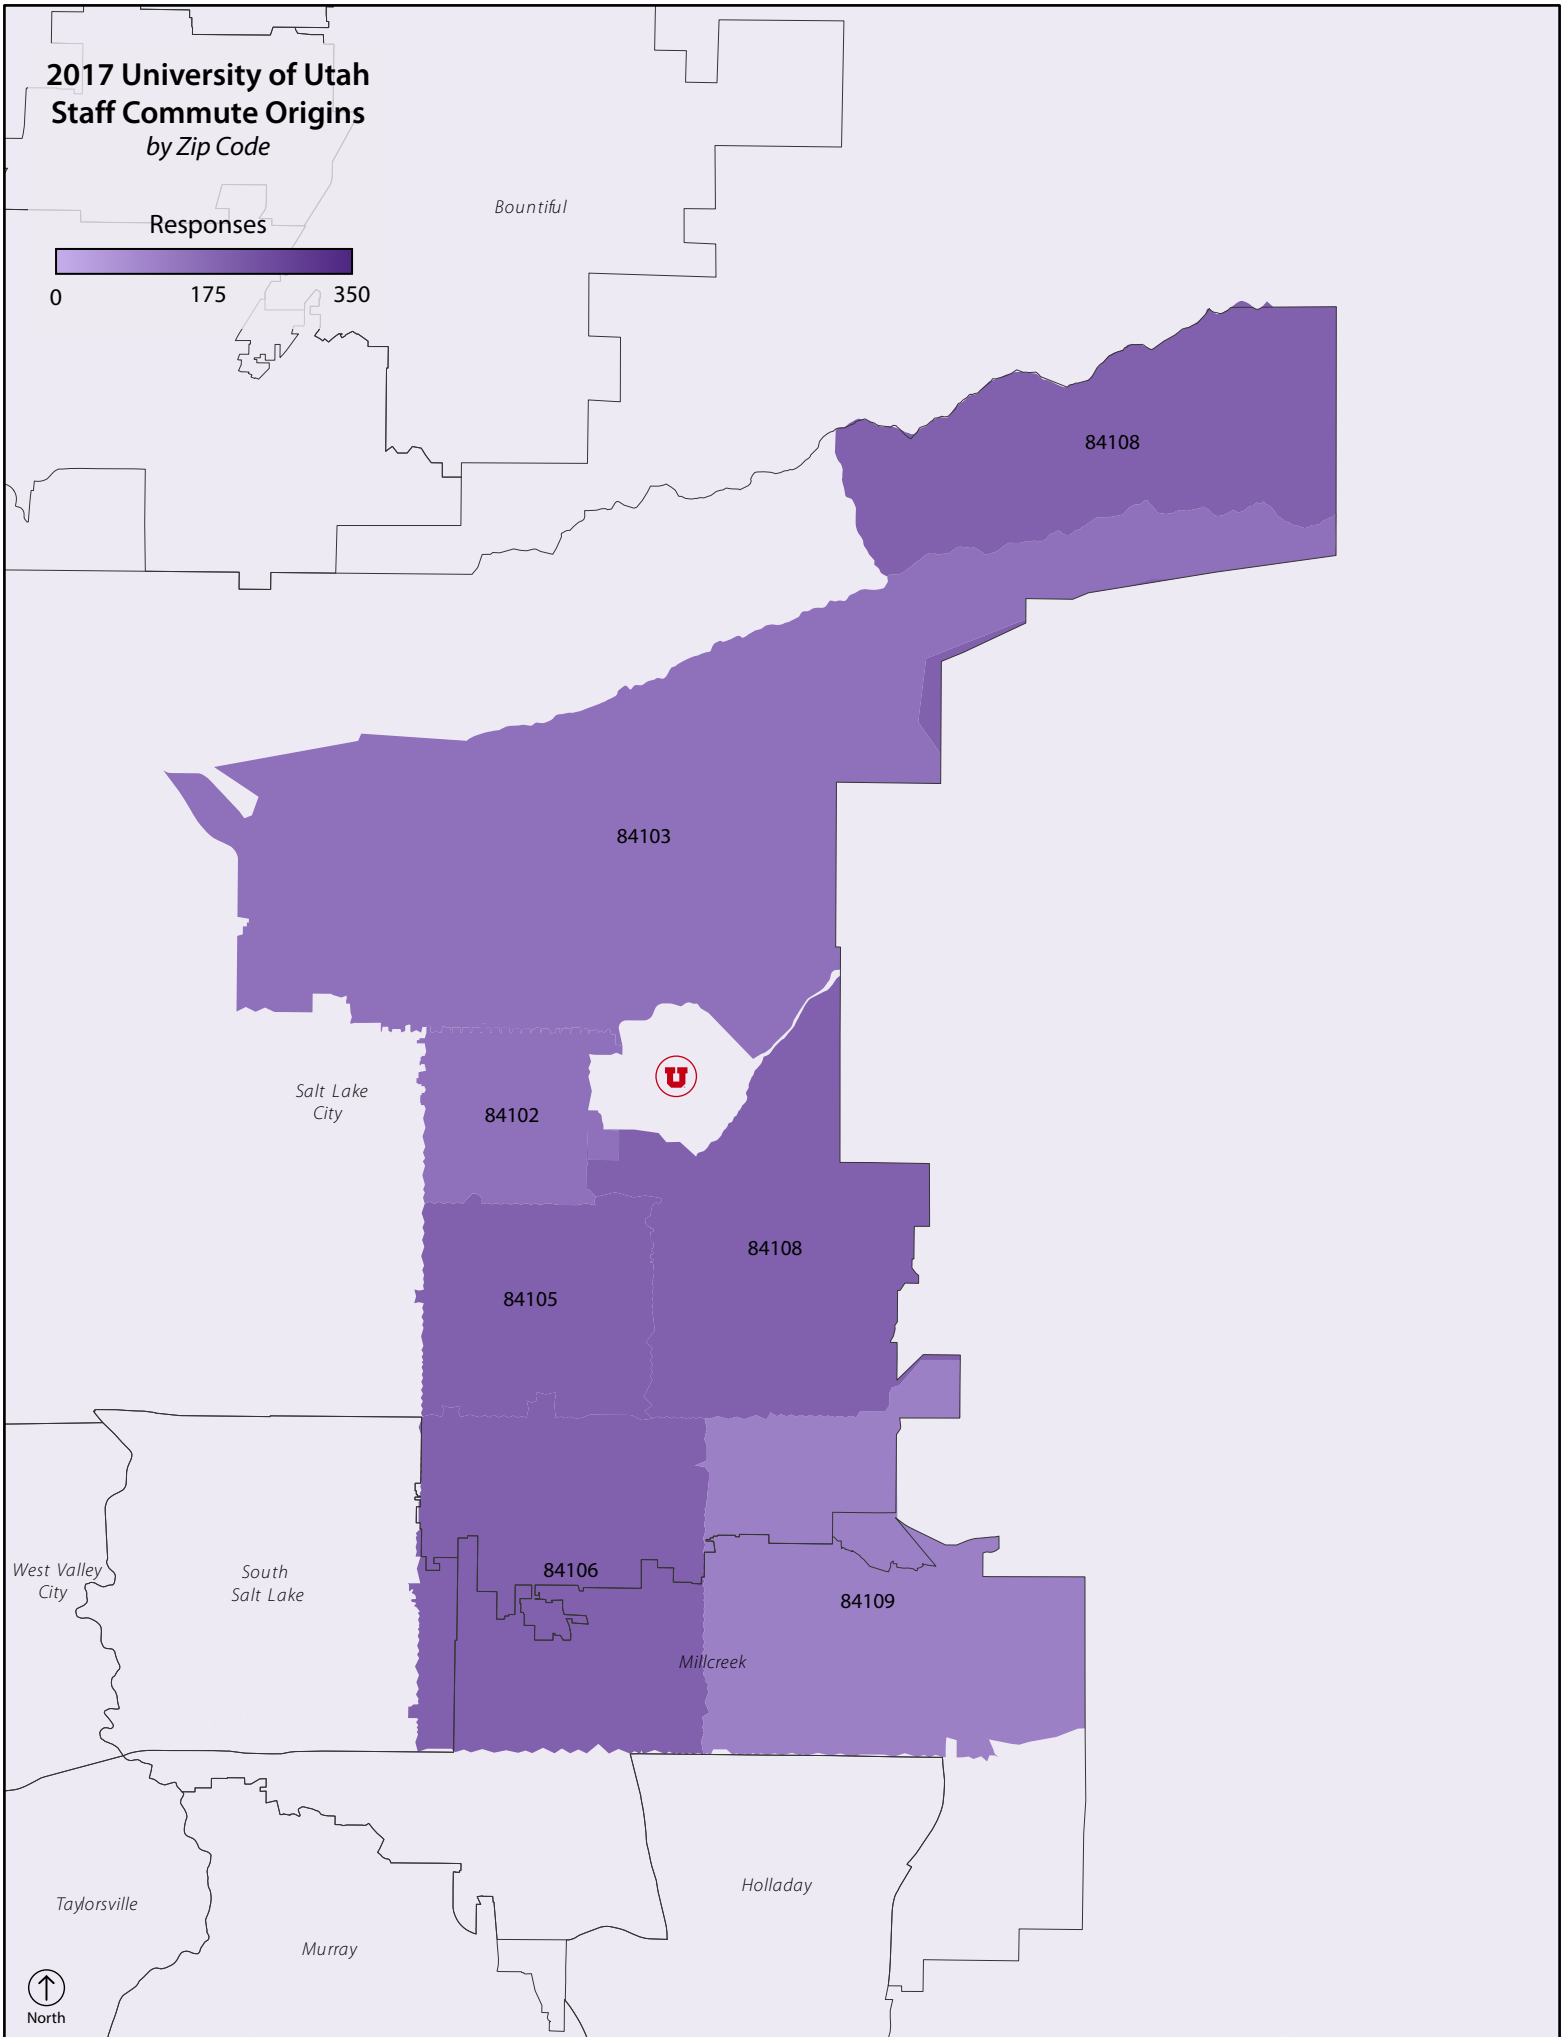 2017 University of Utah
Staff Commute Origins
by Zip Code
Responses
0 175 350
Bountiful
84108
84103
U
Salt Lake
City
84102
84108
84105
West Valley
City
South
Salt Lake
84106
84109
Millcreek
Holladay
Taylorsville
Murray
North